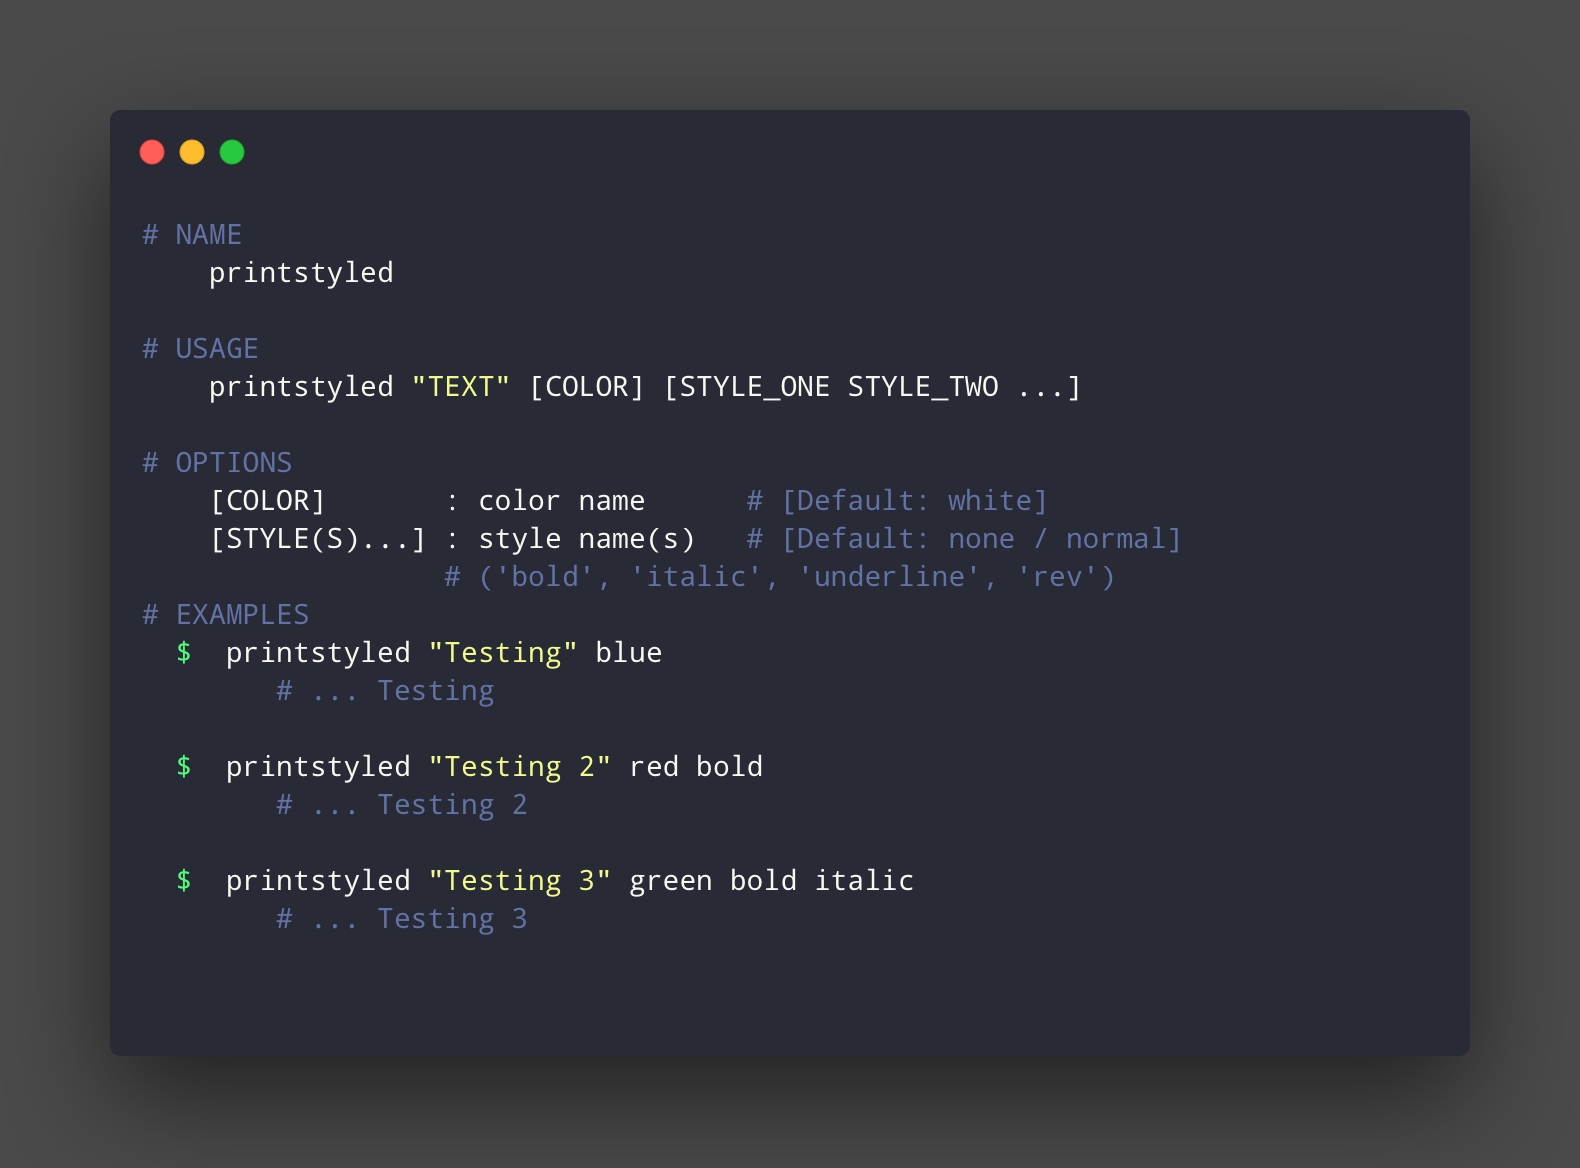 # NAME
    printstyled

# USAGE
    printstyled "TEXT" [COLOR] [STYLE_ONE STYLE_TWO ...]

# OPTIONS
    [COLOR]       : color name      # [Default: white]
    [STYLE(S)...] : style name(s)   # [Default: none / normal]
                  # ('bold', 'italic', 'underline', 'rev')
# EXAMPLES
  $  printstyled "Testing" blue
        # ... Testing

  $  printstyled "Testing 2" red bold
        # ... Testing 2

  $  printstyled "Testing 3" green bold italic
        # ... Testing 3